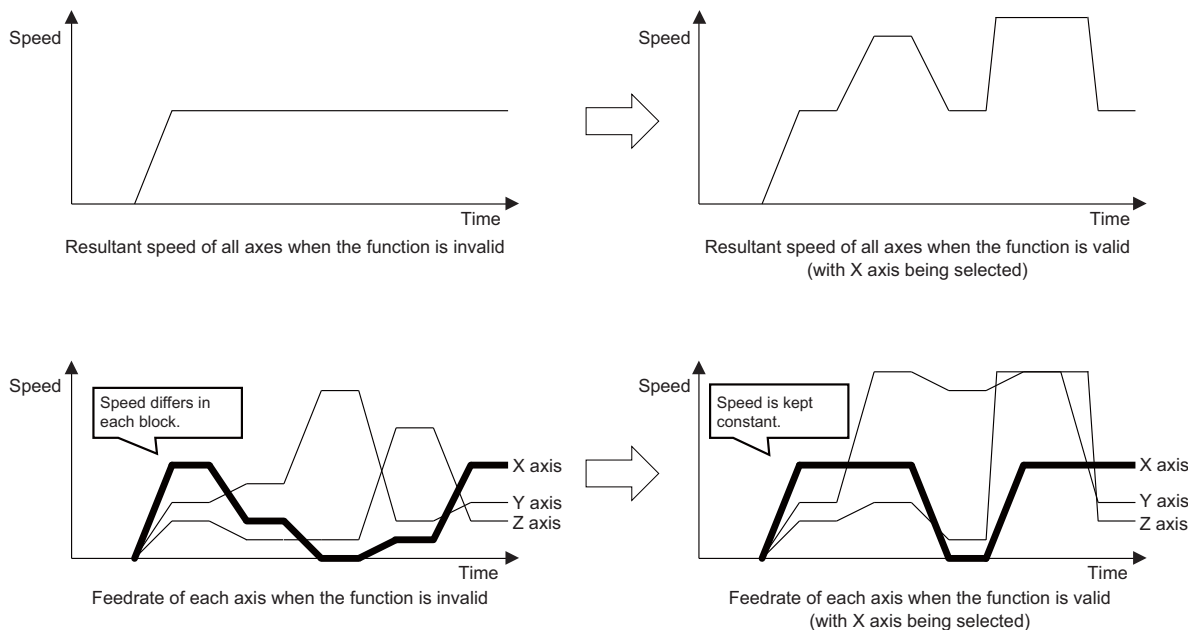 Speed
Time
Resultant speed of all axes when the function is invalid
Speed
Time
Resultant speed of all axes when the function is valid
(with X axis being selected)
Speed
Speed differs in
each block.
X axis
Y axis
Z axis
Time
Feedrate of each axis when the function is invalid
Speed
Speed is kept
constant.
X axis
Y axis
Z axis
Time
Feedrate of each axis when the function is valid
(with X axis being selected)